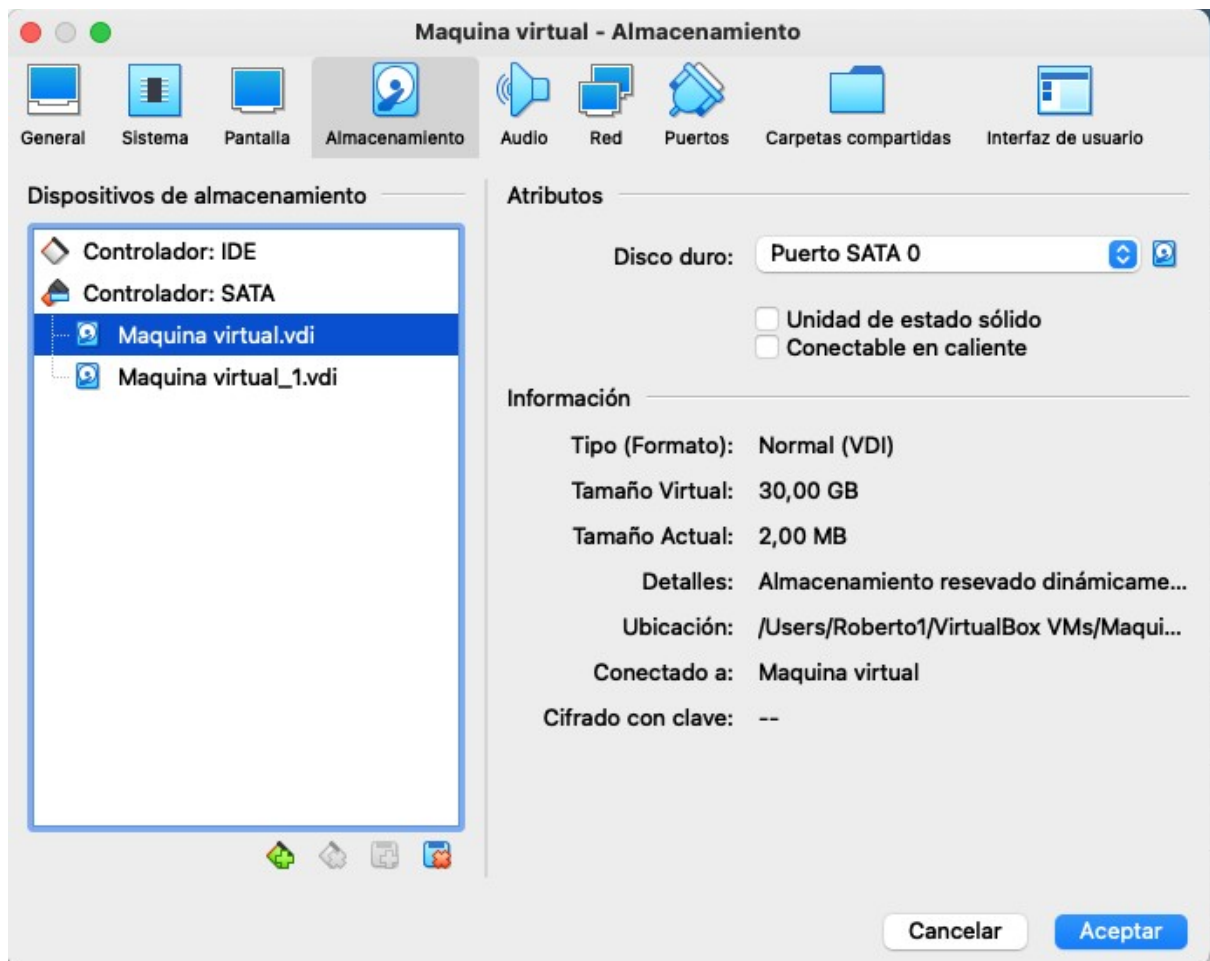 Maquina virtual - Almacenamiento
General Sistema Pantalla Almacenamiento Audio Red Puertos Carpetas compartidas Interfaz de usuario
Dispositivos de almacenamiento
Controlador: IDE
Controlador: SATA
Maquina virtual.vdi
Maquina virtual_1.vdi
Atributos
Disco duro: Puerto SATA 0
Unidad de estado sólido
Conectable en caliente
Información
Tipo (Formato): Normal (VDI)
Tamaño Virtual: 30,00 GB
Tamaño Actual: 2,00 MB
Detalles: Almacenamiento resevado dinámicame...
Ubicación: /Users/Roberto1/VirtualBox VMs/Maqui...
Conectado a: Maquina virtual
Cifrado con clave: --
Cancelar Aceptar